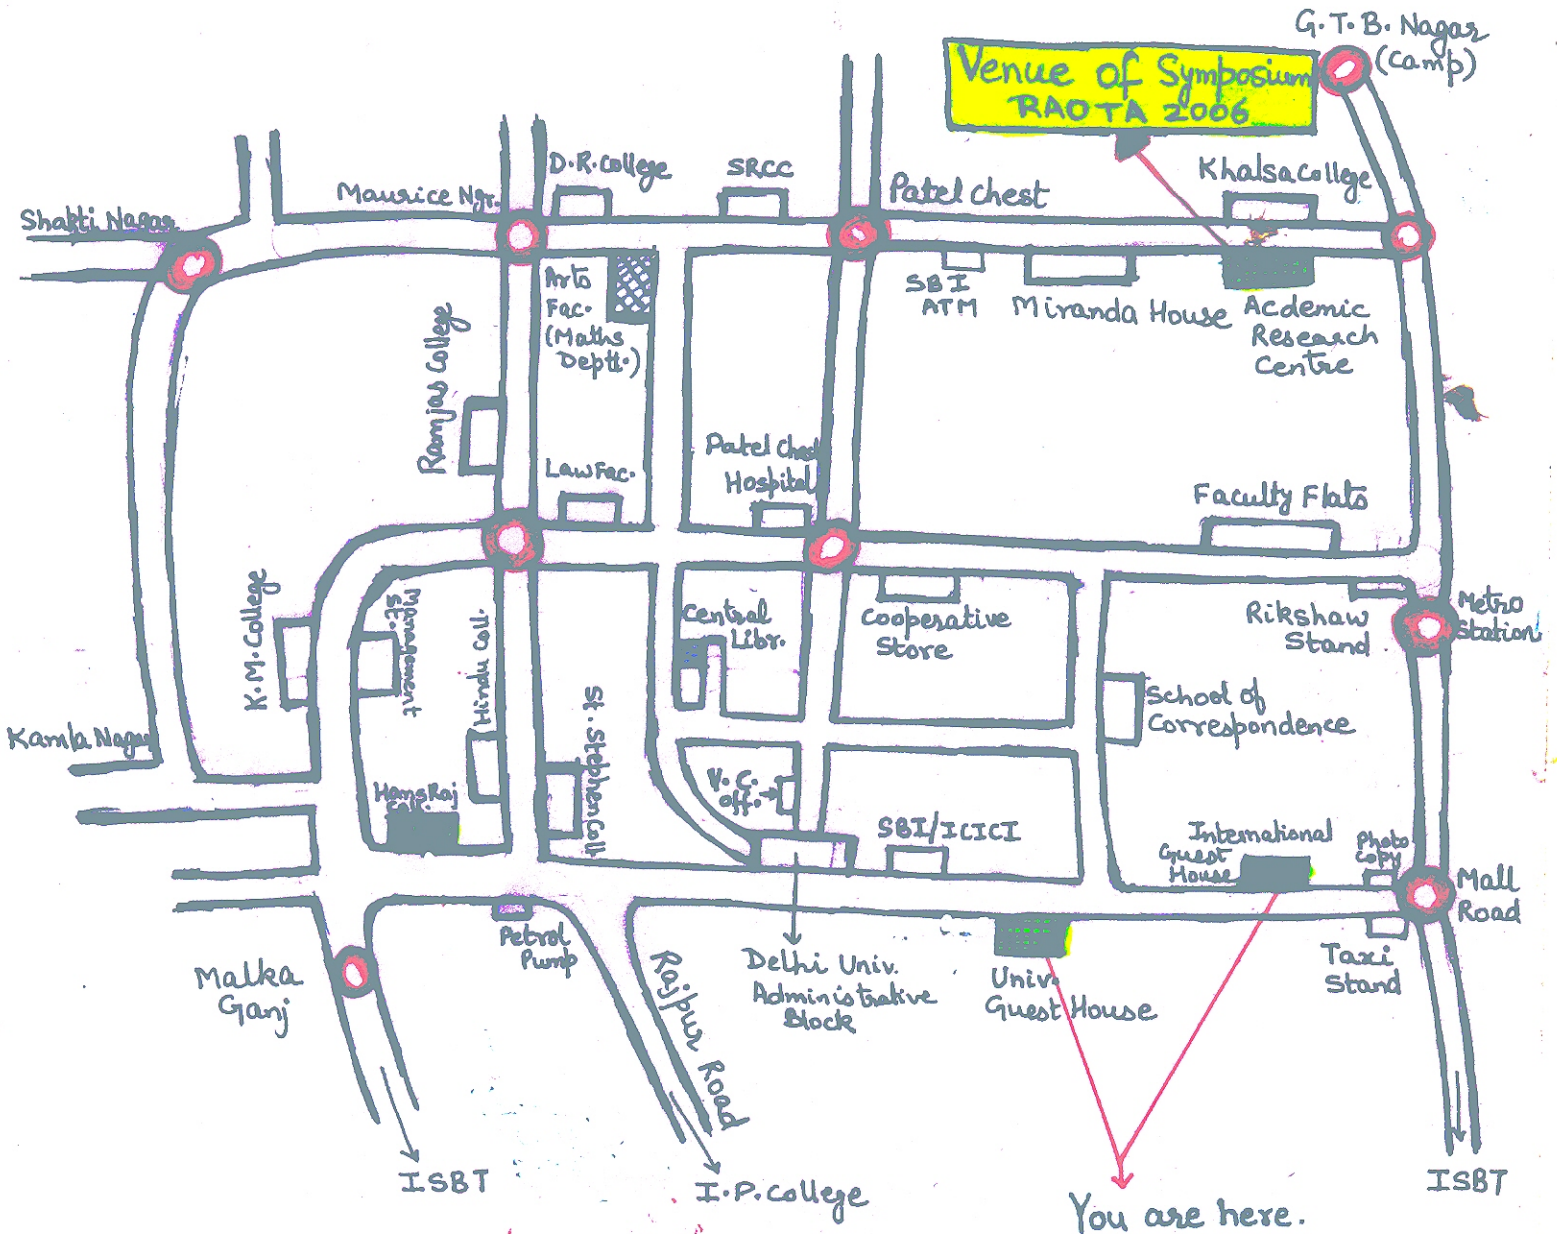 G.T.B. Nagar
(Camp)
Venue of Symposium
RAOTA 2006
D.R. College
SRCC
Khalsa College
Maurice Ngr.
Patel Chest
Shakti Nagar
Arts
Fac.
(Maths
Deptt.)
SBI
ATM
Miranda House
Acdemic
Research
Centre
Ramjas College
Law Fac.
Patel Chest
Hospital
Faculty Flats
K.M. College
Management
St.
Hindu Coll.
St. Stephen Coll.
Central
Libr.
Cooperative
Store
Rikshaw
Stand
Metro
Station
School of
Correspondence
Kamla Nagar
Hans Raj
Coll.
V.C.
Off.
SBI/ICICI
International
Guest
House
Photo
Copy
Mall
Road
Petrol
Pump
Malka
Ganj
Rajpur Road
Delhi Univ.
Administrative
Block
Univ.
Guest House
Taxi
Stand
ISBT
I.P. College
ISBT
You are here.